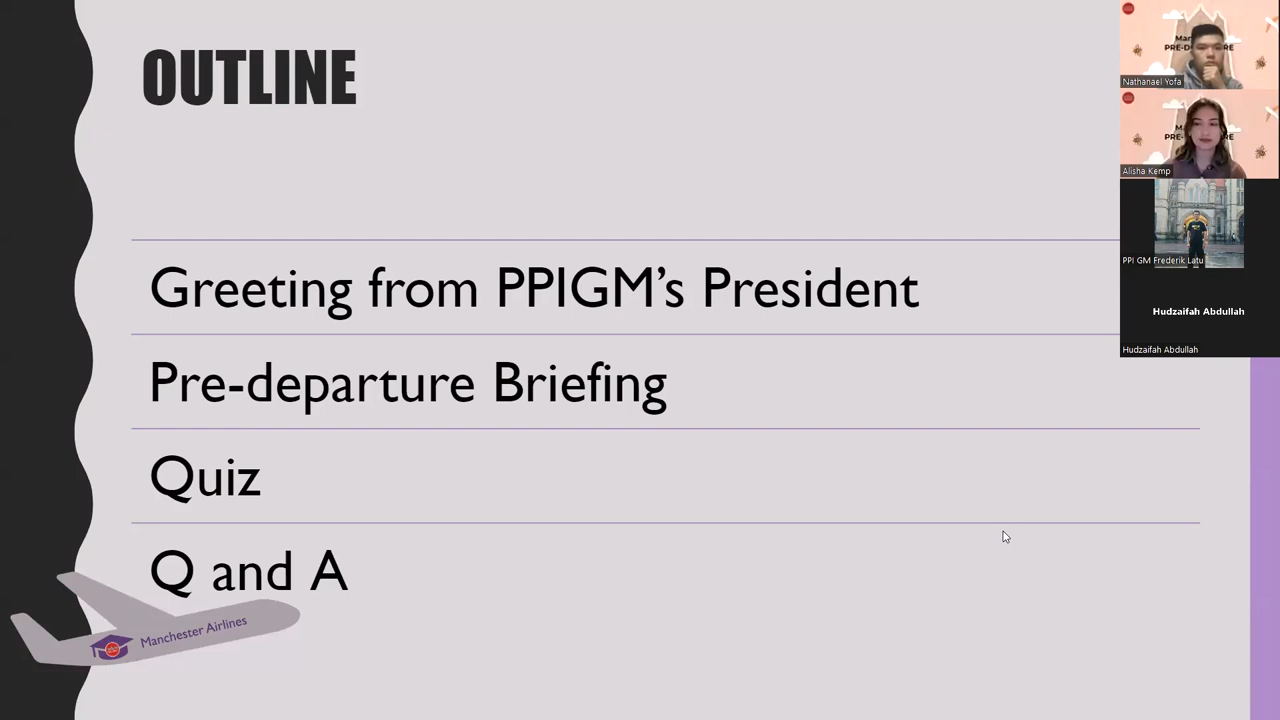 OUTLINE
Greeting from PPIGM’s President
Pre-departure Briefing
Quiz
Q and A
Manchester Airlines
Nathanael Yofa
Alisha Kemp
PPI GM Frederik Latu
Hudzaifah Abdullah
Hudzaifah Abdullah